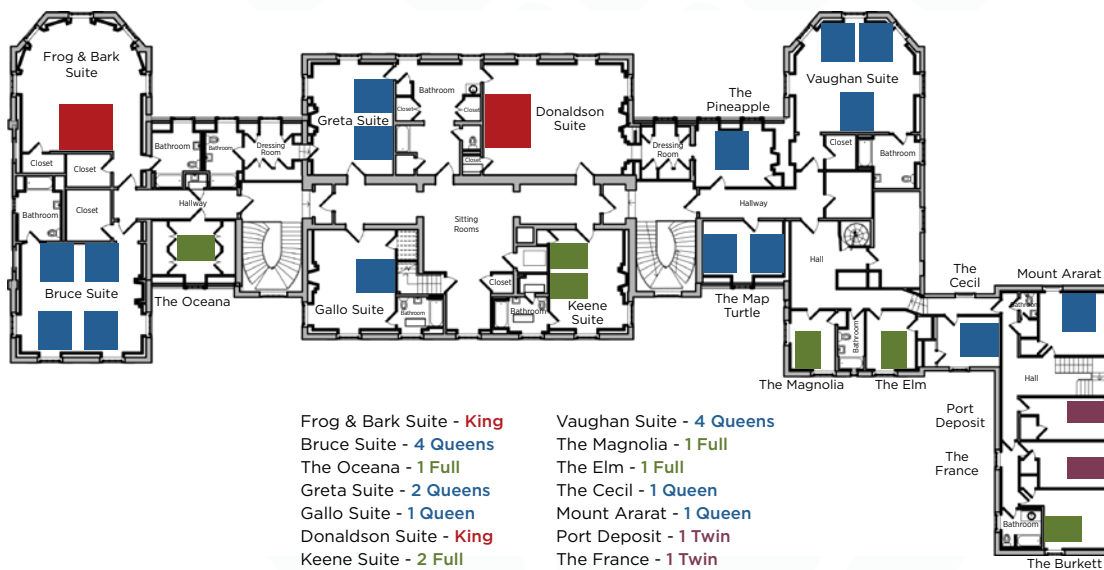 Frog & Bark
Suite
Closet
Closet
Bathroom
Closet
Bruce Suite
Bathroom
Bathroom
Dressing
Room
Hallway
The Oceana
Greta Suite
Closet
Bathroom
Closet
Closet
Donaldson
Suite
Sitting
Rooms
Gallo Suite
Bathroom
Closet
Bathroom
Keene
Suite
The
Pineapple
Dressing
Room
Hallway
The Map
Turtle
Vaughan Suite
Closet
Bathroom
Hall
The Magnolia
Bathroom
The Elm
The
Cecil
Mount Ararat
Bathroom
Hall
Port
Deposit
The
France
Bathroom
The Burkett
Frog & Bark Suite - King
Bruce Suite - 4 Queens
The Oceana - 1 Full
Greta Suite - 2 Queens
Gallo Suite - 1 Queen
Donaldson Suite - King
Keene Suite - 2 Full
Vaughan Suite - 4 Queens
The Magnolia - 1 Full
The Elm - 1 Full
The Cecil - 1 Queen
Mount Ararat - 1 Queen
Port Deposit - 1 Twin
The France - 1 Twin